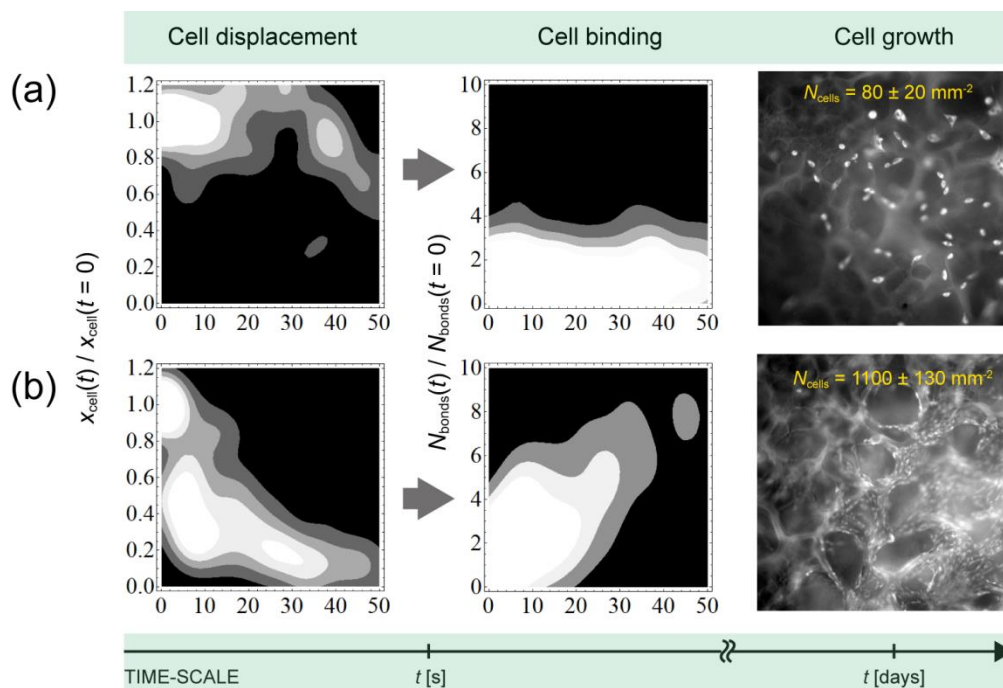 Cell displacement Cell binding Cell growth
(a)
x_cell(t) / x_cell(t = 0)
1.2
1.0
0.8
0.6
0.4
0.2
0.0
0 10 20 30 40 50
N_bonds(t) / N_bonds(t = 0)
10
8
6
4
2
0
0 10 20 30 40 50
N_cells = 80 ± 20 mm⁻²
(b)
1.2
1.0
0.8
0.6
0.4
0.2
0.0
0 10 20 30 40 50
10
8
6
4
2
0
0 10 20 30 40 50
N_cells = 1100 ± 130 mm⁻²
TIME-SCALE t [s] t [days]